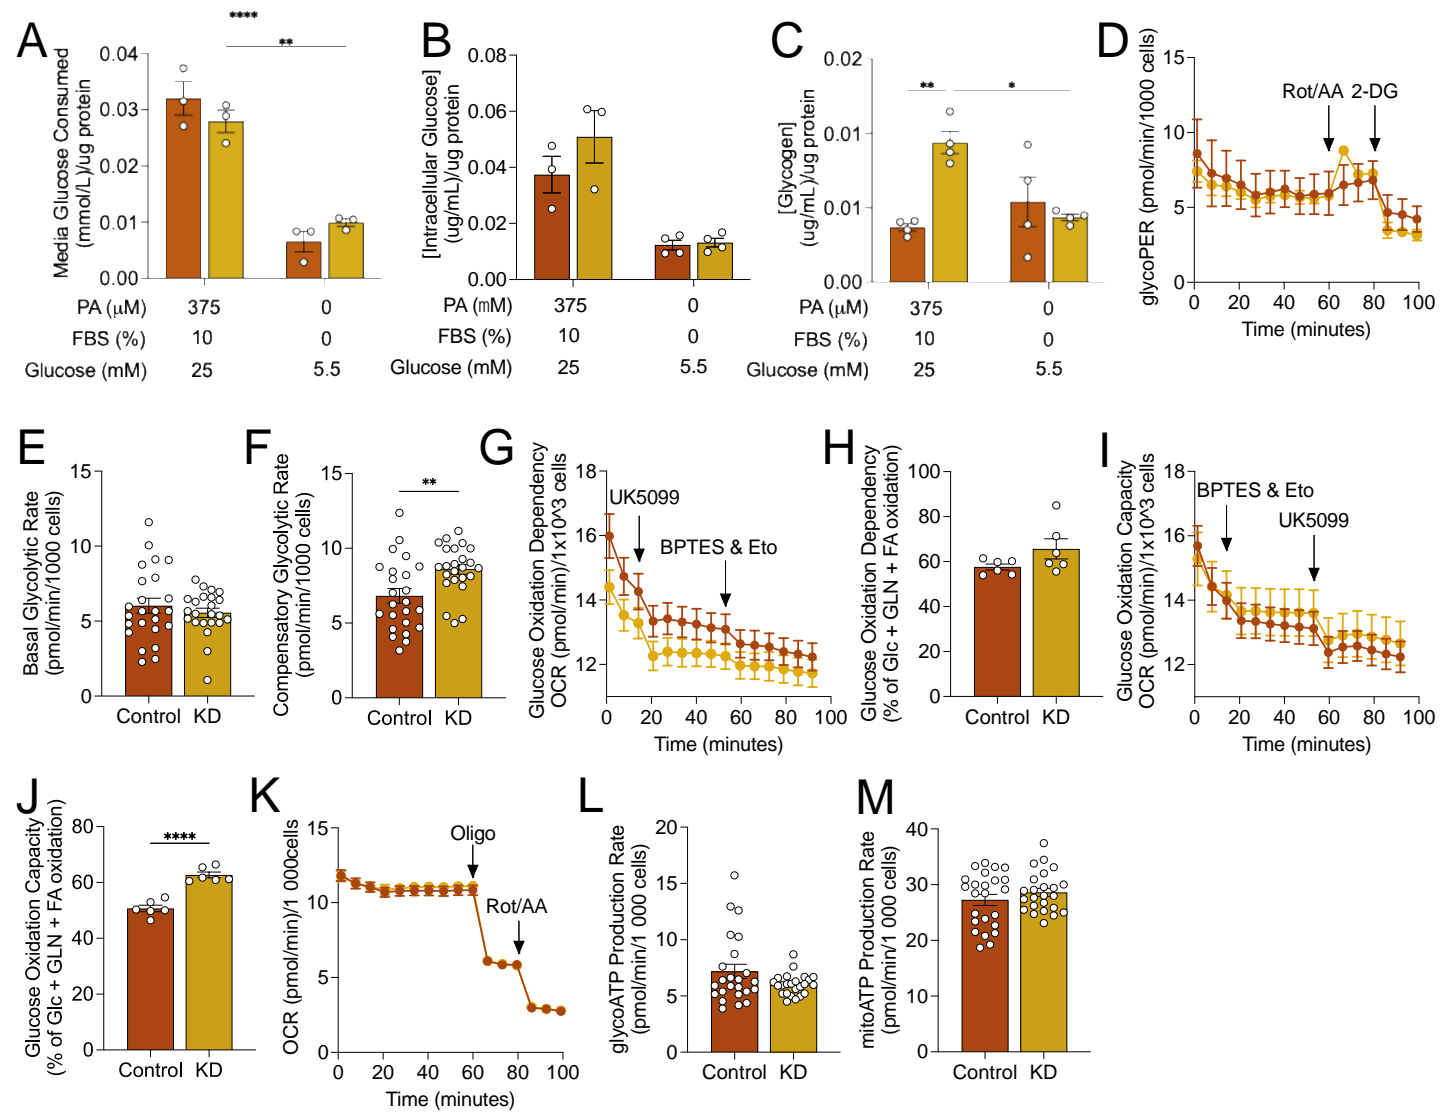 A
****
**
Media Glucose Consumed
(mmol/L)/ug protein
0.04
0.03
0.02
0.01
0.00
PA (μM) 375 0
FBS (%) 10 0
Glucose (mM) 25 5.5
B
[Intracellular Glucose]
(ug/mL)/ug protein
0.08
0.06
0.04
0.02
0.00
PA (mM) 375 0
FBS (%) 10 0
Glucose (mM) 25 5.5
C
** *
[Glycogen]
(ug/mL)/ug protein
0.02
0.01
0.01
0.00
PA (μM) 375 0
FBS (%) 10 0
Glucose (mM) 25 5.5
D
glycoPER (pmol/min/1000 cells)
15
10
5
0
Rot/AA 2-DG
0 20 40 60 80 100
Time (minutes)
E
Basal Glycolytic Rate
(pmol/min/1000 cells)
15
10
5
0
Control KD
F
Compensatory Glycolytic Rate
(pmol/min/1000 cells)
15
10
5
0
**
Control KD
G
Glucose Oxidation Dependency
OCR (pmol/min)/1x10^3 cells
18
16
14
12
UK5099
BPTES & Eto
0 20 40 60 80 100
Time (minutes)
H
Glucose Oxidation Dependency
(% of Glc + GLN + FA oxidation)
100
80
60
40
20
0
Control KD
I
Glucose Oxidation Capacity
OCR (pmol/min)/1x10^3 cells
18
16
14
12
BPTES & Eto
UK5099
0 20 40 60 80 100
Time (minutes)
J
Glucose Oxidation Capacity
(% of Glc + GLN + FA oxidation)
80
60
40
20
0
****
Control KD
K
OCR (pmol/min)/1 000cells
15
10
5
0
Oligo
Rot/AA
0 20 40 60 80 100
Time (minutes)
L
glycoATP Production Rate
(pmol/min/1 000 cells)
20
15
10
5
0
Control KD
M
mitoATP Production Rate
(pmol/min/1 000 cells)
40
30
20
10
0
Control KD